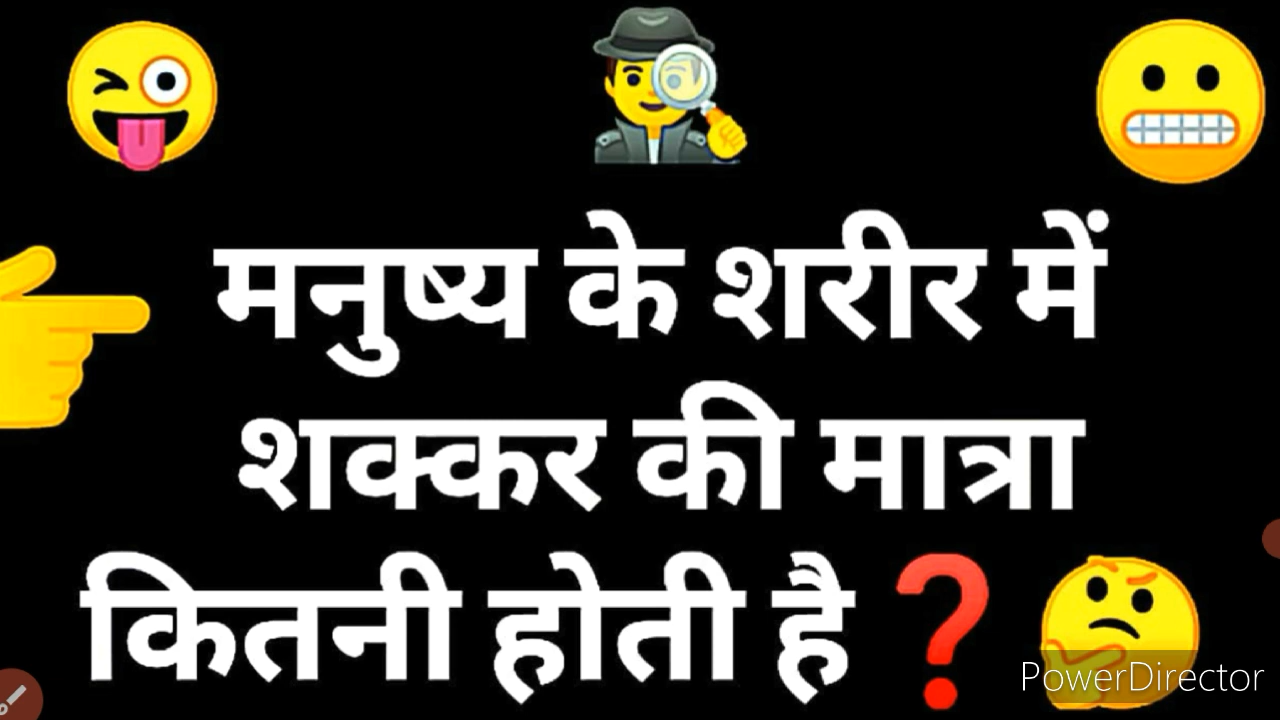 मनुष्य के शरीर में
शक्कर की मात्रा
कितनी होती है ❓
PowerDirector